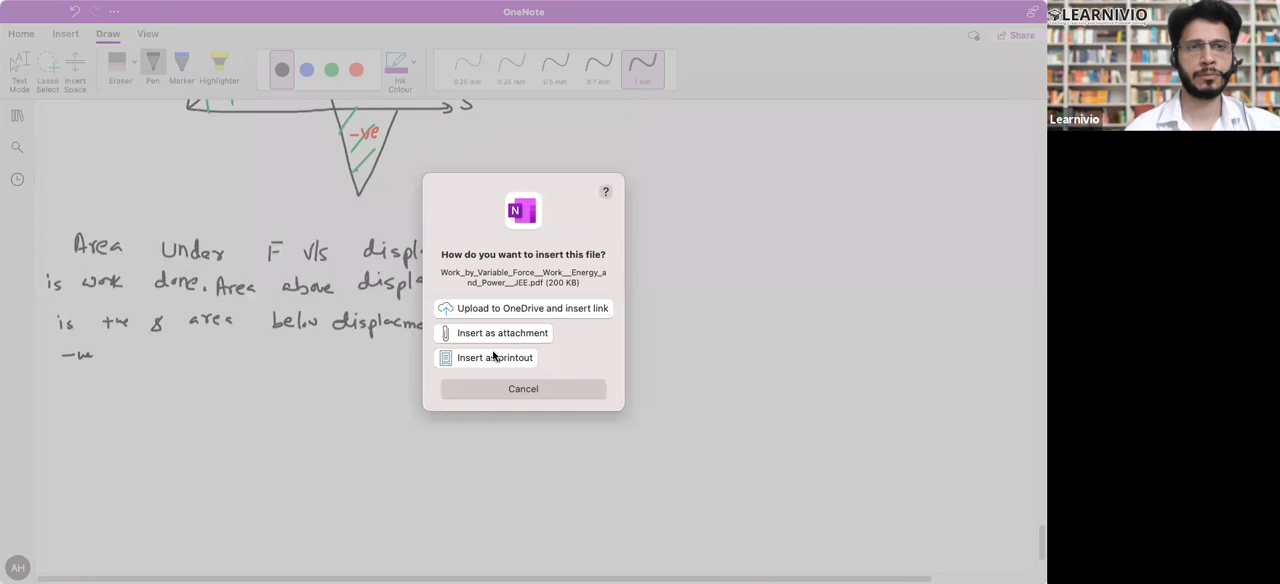 OneNote
Home Insert Draw View
Share
Text Mode
Lasso Select
Insert Space
Eraser
Pen
Marker
Highlighter
Ink Colour
0.25 mm
0.35 mm
0.5 mm
0.7 mm
1 mm
LEARNIVIO
Learnivio
S
-ve
Area Under F v/s displ
is work done. Area above displa
is +ve & area below displacme
-ve
?
N
How do you want to insert this file?
Work_by_Variable_Force__Work__Energy_a
nd_Power__JEE.pdf (200 KB)
Upload to OneDrive and insert link
Insert as attachment
Insert as printout
Cancel
AH